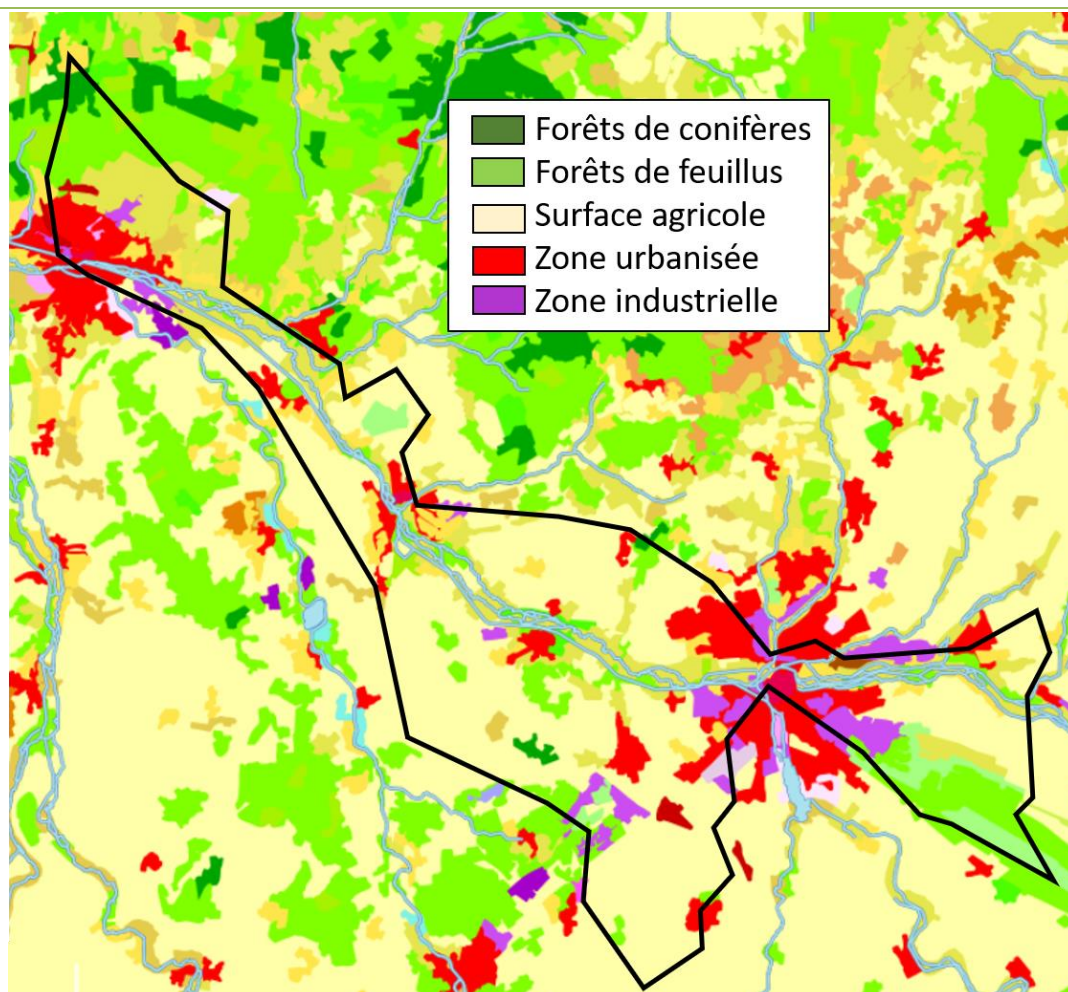 Forêts de conifères
Forêts de feuillus
Surface agricole
Zone urbanisée
Zone industrielle